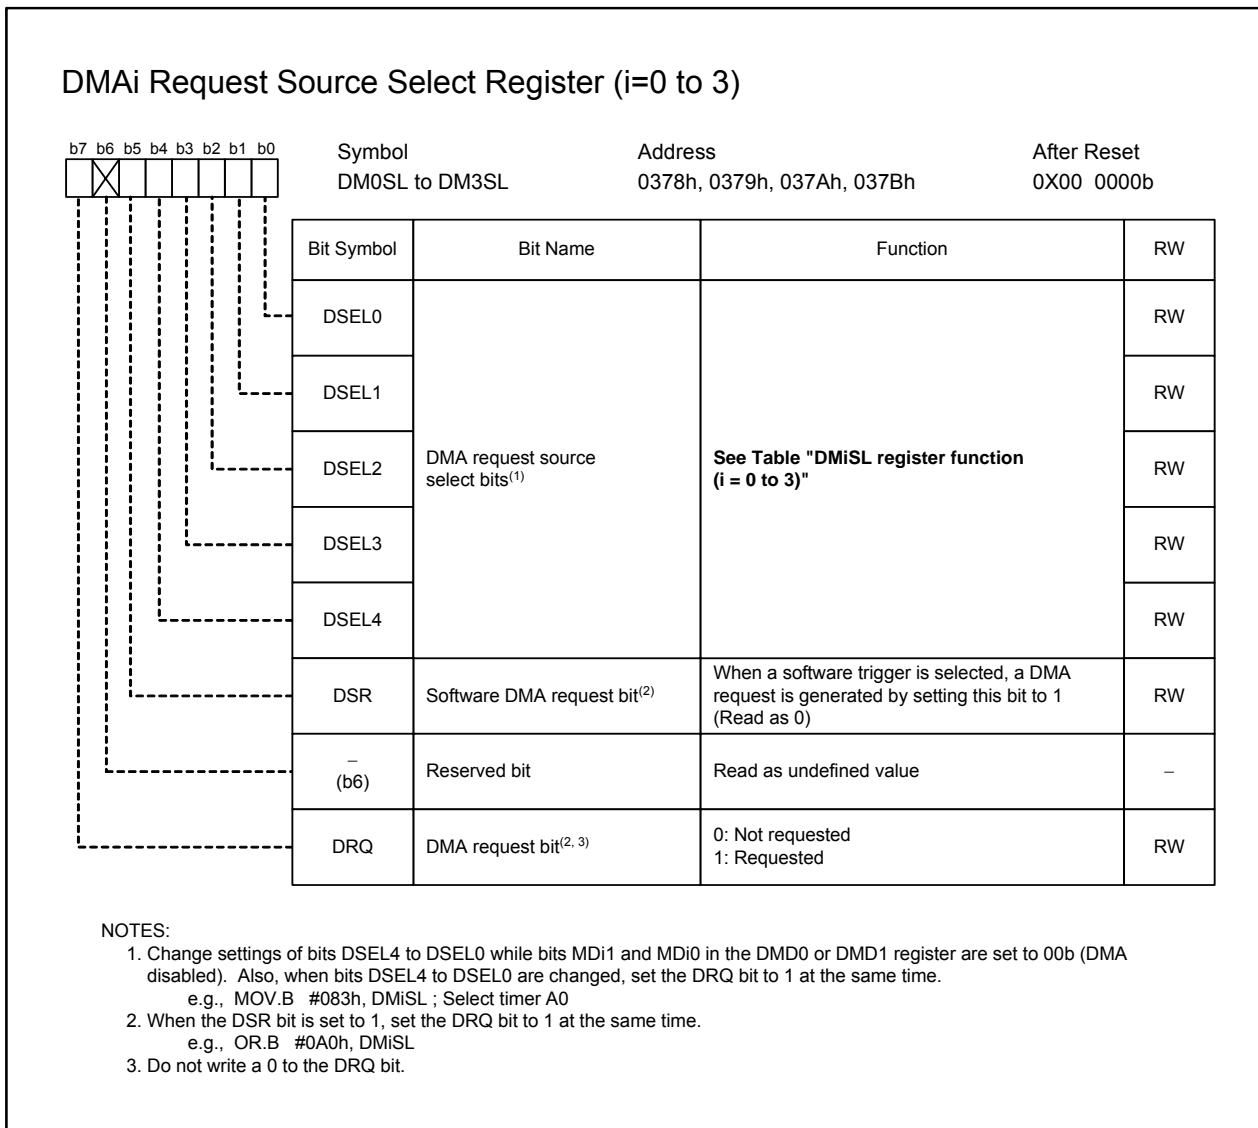 DMAi Request Source Select Register (i=0 to 3)
b7 b6 b5 b4 b3 b2 b1 b0
Symbol Address After Reset
DM0SL to DM3SL 0378h, 0379h, 037Ah, 037Bh 0X00 0000b
Bit Symbol Bit Name Function RW
DSEL0 RW
DSEL1 RW
DSEL2 DMA request source select bits(1) See Table "DMiSL register function (i = 0 to 3)" RW
DSEL3 RW
DSEL4 RW
DSR Software DMA request bit(2) When a software trigger is selected, a DMA request is generated by setting this bit to 1 (Read as 0) RW
– (b6) Reserved bit Read as undefined value –
DRQ DMA request bit(2, 3) 0: Not requested 1: Requested RW
NOTES:
1. Change settings of bits DSEL4 to DSEL0 while bits MDi1 and MDi0 in the DMD0 or DMD1 register are set to 00b (DMA
disabled). Also, when bits DSEL4 to DSEL0 are changed, set the DRQ bit to 1 at the same time.
e.g., MOV.B #083h, DMiSL ; Select timer A0
2. When the DSR bit is set to 1, set the DRQ bit to 1 at the same time.
e.g., OR.B #0A0h, DMiSL
3. Do not write a 0 to the DRQ bit.